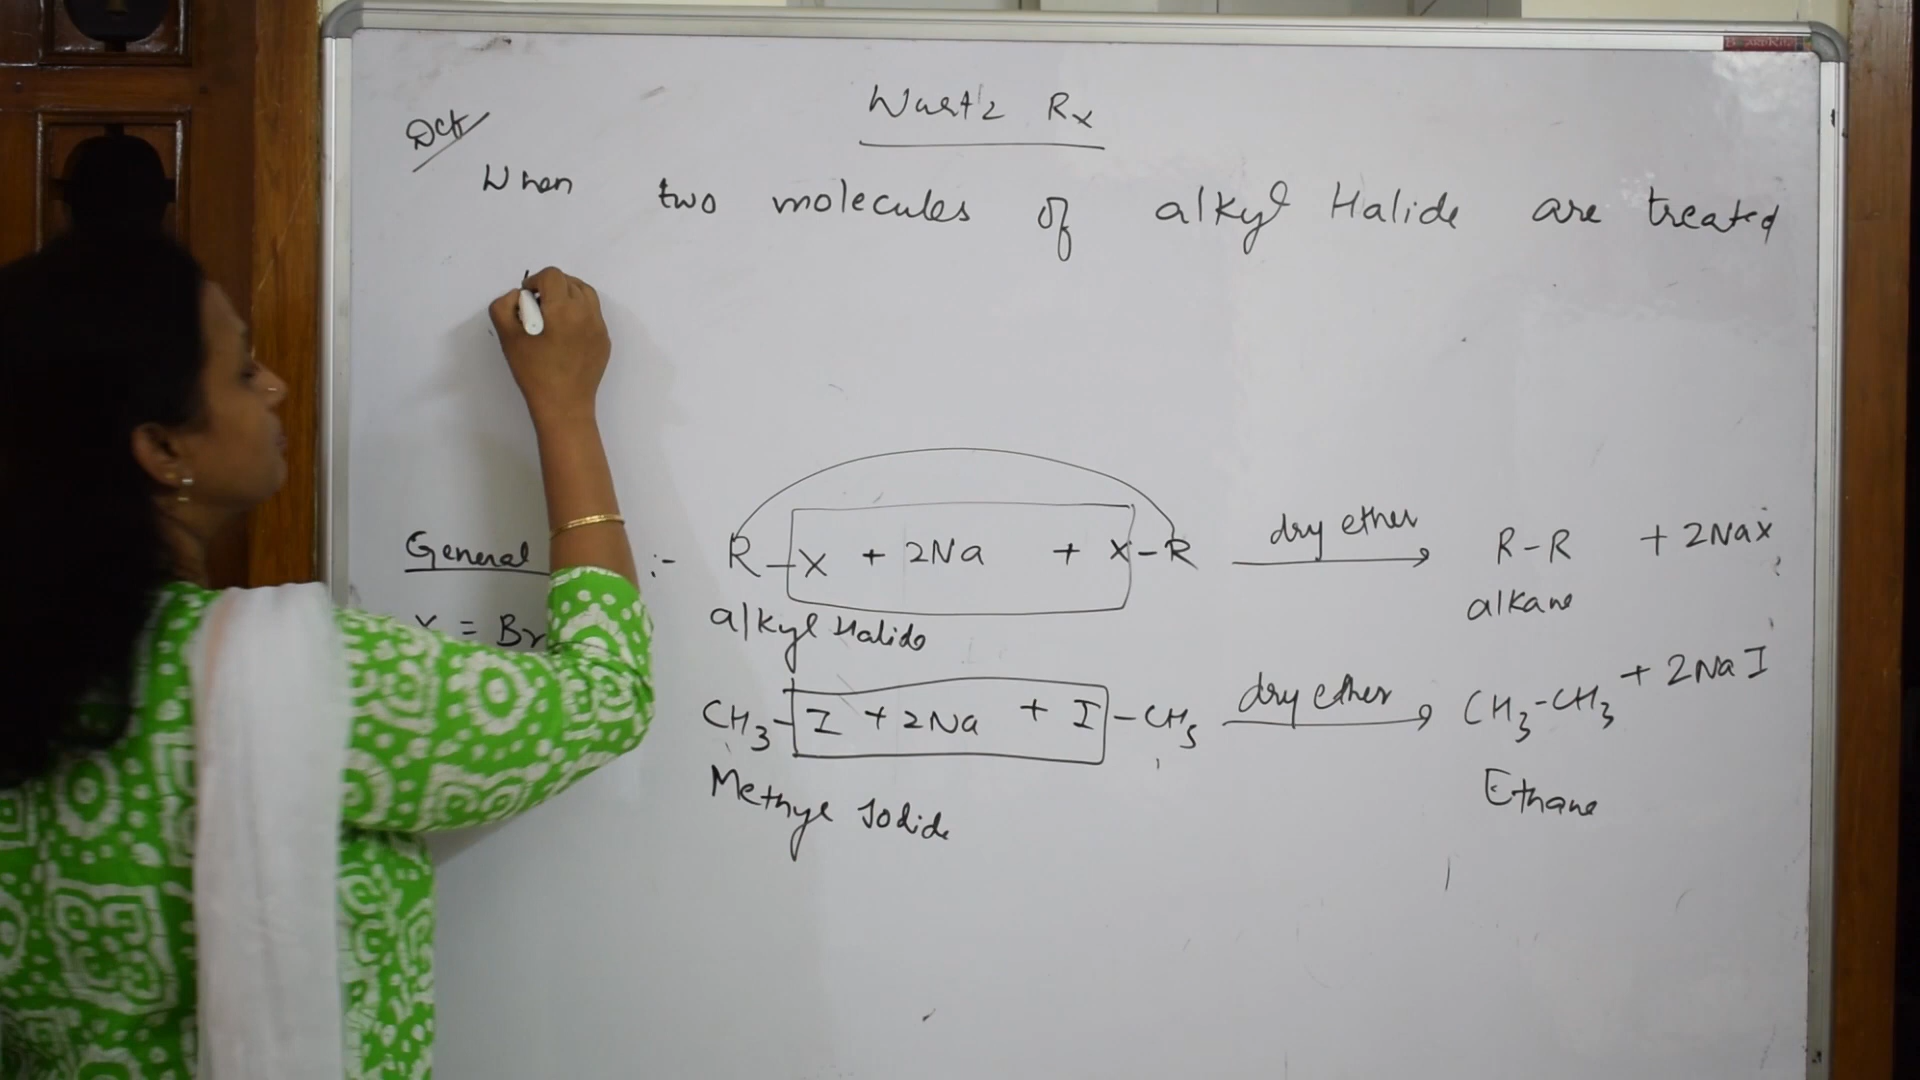 Wurtz Rx
Def
When two molecules of alkyl Halide are treated
General :- R-X + 2Na + X-R dry ether R-R + 2NaX
alkyl Halide alkane
X = Br
CH3-I + 2Na + I-CH3 dry ether CH3-CH3 + 2NaI
Methyl Iodide Ethane